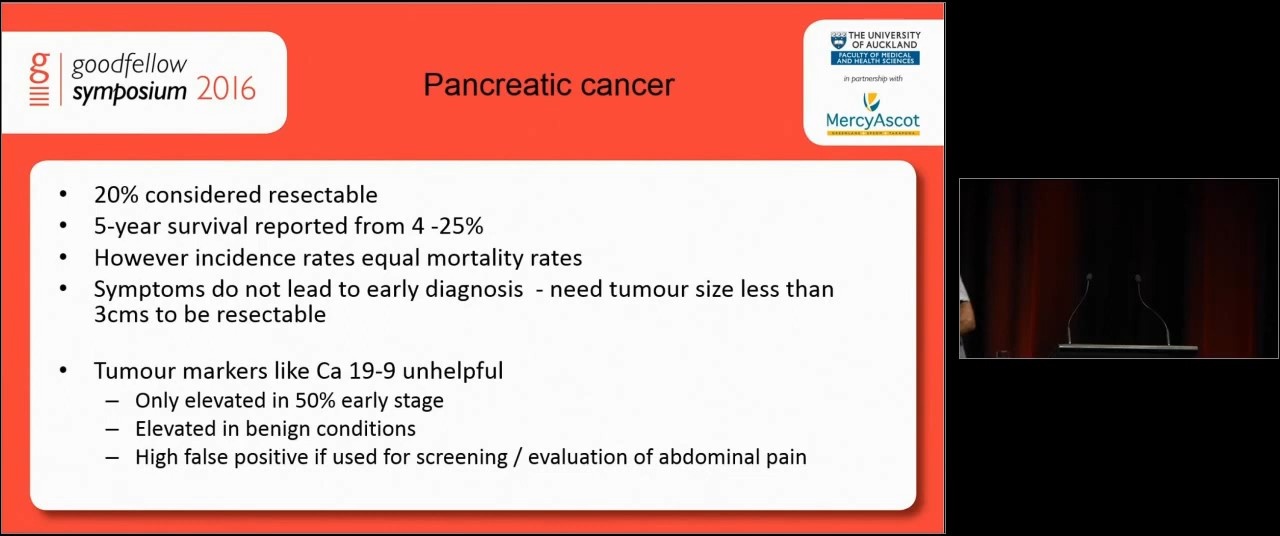 g goodfellow
symposium 2016
Pancreatic cancer
THE UNIVERSITY
OF AUCKLAND
FACULTY OF MEDICAL
AND HEALTH SCIENCES
in partnership with
MercyAscot
• 20% considered resectable
• 5-year survival reported from 4 -25%
• However incidence rates equal mortality rates
• Symptoms do not lead to early diagnosis - need tumour size less than
3cms to be resectable
• Tumour markers like Ca 19-9 unhelpful
– Only elevated in 50% early stage
– Elevated in benign conditions
– High false positive if used for screening / evaluation of abdominal pain